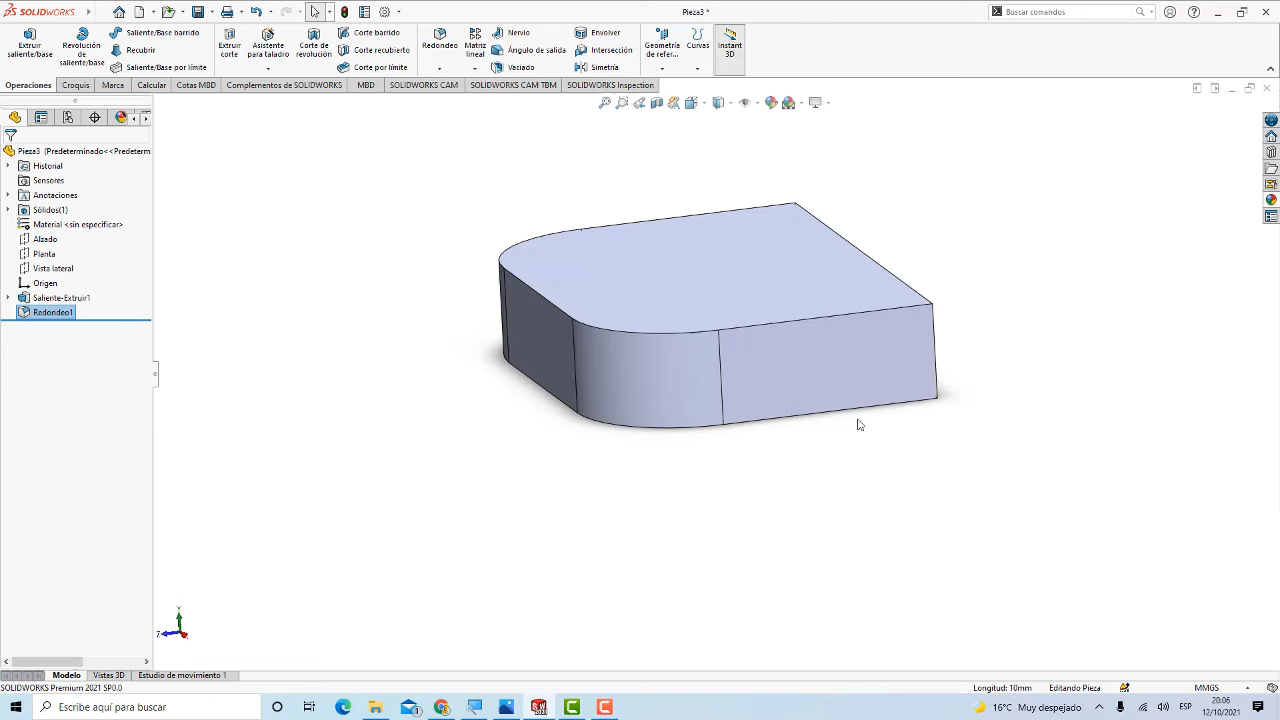 SOLIDWORKS
Pieza3 *
Buscar comandos
Extruir saliente/base
Revolución de saliente/base
Saliente/Base barrido
Recubrir
Saliente/Base por límite
Extruir corte
Asistente para taladro
Corte de revolución
Corte barrido
Corte recubierto
Corte por límite
Redondeo
Matriz lineal
Nervio
Ángulo de salida
Vaciado
Envolver
Intersección
Simetría
Geometría de refer...
Curvas
Instant 3D
Operaciones
Croquis
Marca
Calcular
Cotas MBD
Complementos de SOLIDWORKS
MBD
SOLIDWORKS CAM
SOLIDWORKS CAM TBM
SOLIDWORKS Inspection
Pieza3 (Predeterminado<<Predeterm
Historial
Sensores
Anotaciones
Sólidos(1)
Material <sin especificar>
Alzado
Planta
Vista lateral
Origen
Saliente-Extruir1
Redondeo1
Y
Z
Modelo
Vistas 3D
Estudio de movimiento 1
SOLIDWORKS Premium 2021 SP0.0
Longitud: 10mm
Editando Pieza
MMGS
Escribe aquí para buscar
16°C Muy despejado
ESP
20:06
12/10/2021